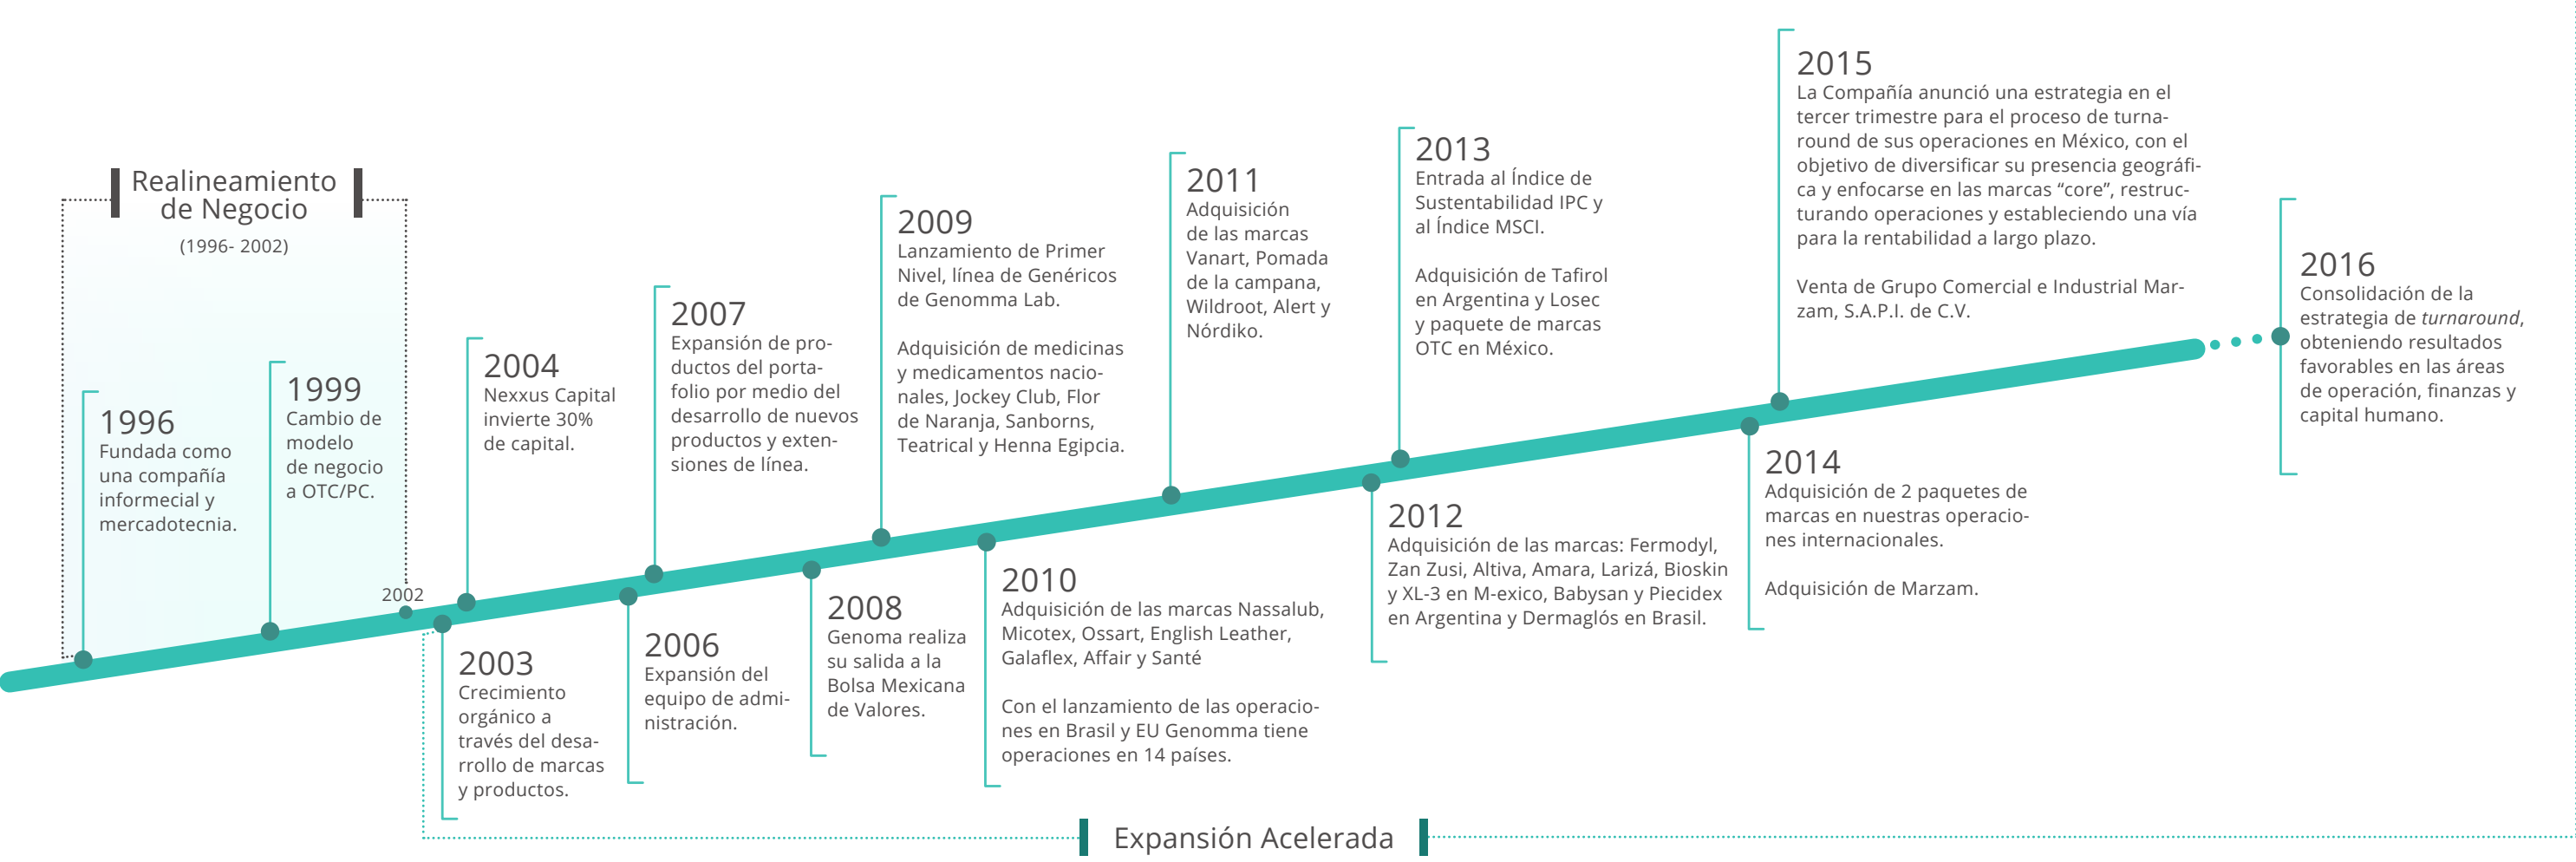 Realineamiento
de Negocio
(1996- 2002)
1996
Fundada como
una compañía
informecial y
mercadotecnia.
1999
Cambio de
modelo
de negocio
a OTC/PC.
2002
2003
Crecimiento
orgánico a
través del desa-
rrollo de marcas
y productos.
2004
Nexxus Capital
invierte 30%
de capital.
2006
Expansión del
equipo de admi-
nistración.
2007
Expansión de pro-
ductos del porta-
folio por medio del
desarrollo de nuevos
productos y exten-
siones de línea.
2008
Genoma realiza
su salida a la
Bolsa Mexicana
de Valores.
2009
Lanzamiento de Primer
Nivel, línea de Genéricos
de Genomma Lab.
Adquisición de medicinas
y medicamentos nacio-
nales, Jockey Club, Flor
de Naranja, Sanborns,
Teatrical y Henna Egipcia.
2010
Adquisición de las marcas Nassalub,
Micotex, Ossart, English Leather,
Galaflex, Affair y Santé
Con el lanzamiento de las operacio-
nes en Brasil y EU Genomma tiene
operaciones en 14 países.
2011
Adquisición
de las marcas
Vanart, Pomada
de la campana,
Wildroot, Alert y
Nórdiko.
2012
Adquisición de las marcas: Fermodyl,
Zan Zusi, Altiva, Amara, Larizá, Bioskin
y XL-3 en M-exico, Babysan y Piecidex
en Argentina y Dermaglós en Brasil.
2013
Entrada al Índice de
Sustentabilidad IPC y
al Índice MSCI.
Adquisición de Tafirol
en Argentina y Losec
y paquete de marcas
OTC en México.
2014
Adquisición de 2 paquetes de
marcas en nuestras operacio-
nes internacionales.
Adquisición de Marzam.
2015
La Compañía anunció una estrategia en el
tercer trimestre para el proceso de turna-
round de sus operaciones en México, con el
objetivo de diversificar su presencia geográfi-
ca y enfocarse en las marcas “core”, restruc-
turando operaciones y estableciendo una vía
para la rentabilidad a largo plazo.
Venta de Grupo Comercial e Industrial Mar-
zam, S.A.P.I. de C.V.
2016
Consolidación de la
estrategia de turnaround,
obteniendo resultados
favorables en las áreas
de operación, finanzas y
capital humano.
Expansión Acelerada